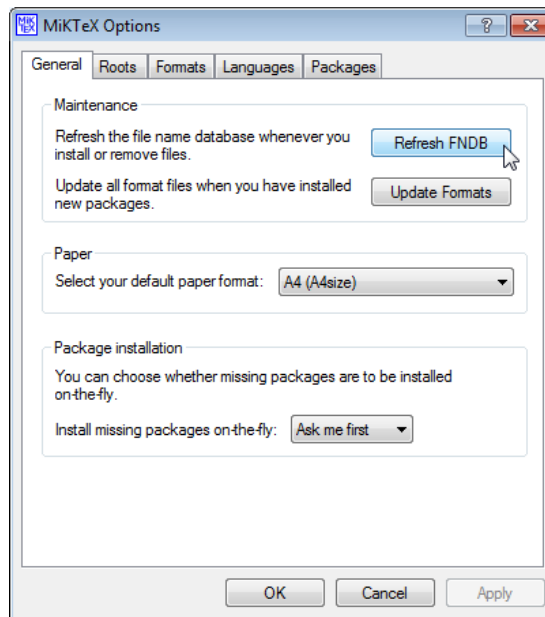 MiKTeX Options
General Roots Formats Languages Packages
Maintenance
Refresh the file name database whenever you
install or remove files.
Refresh FNDB
Update all format files when you have installed
new packages.
Update Formats
Paper
Select your default paper format: A4 (A4size)
Package installation
You can choose whether missing packages are to be installed
on-the-fly.
Install missing packages on-the-fly: Ask me first
OK Cancel Apply